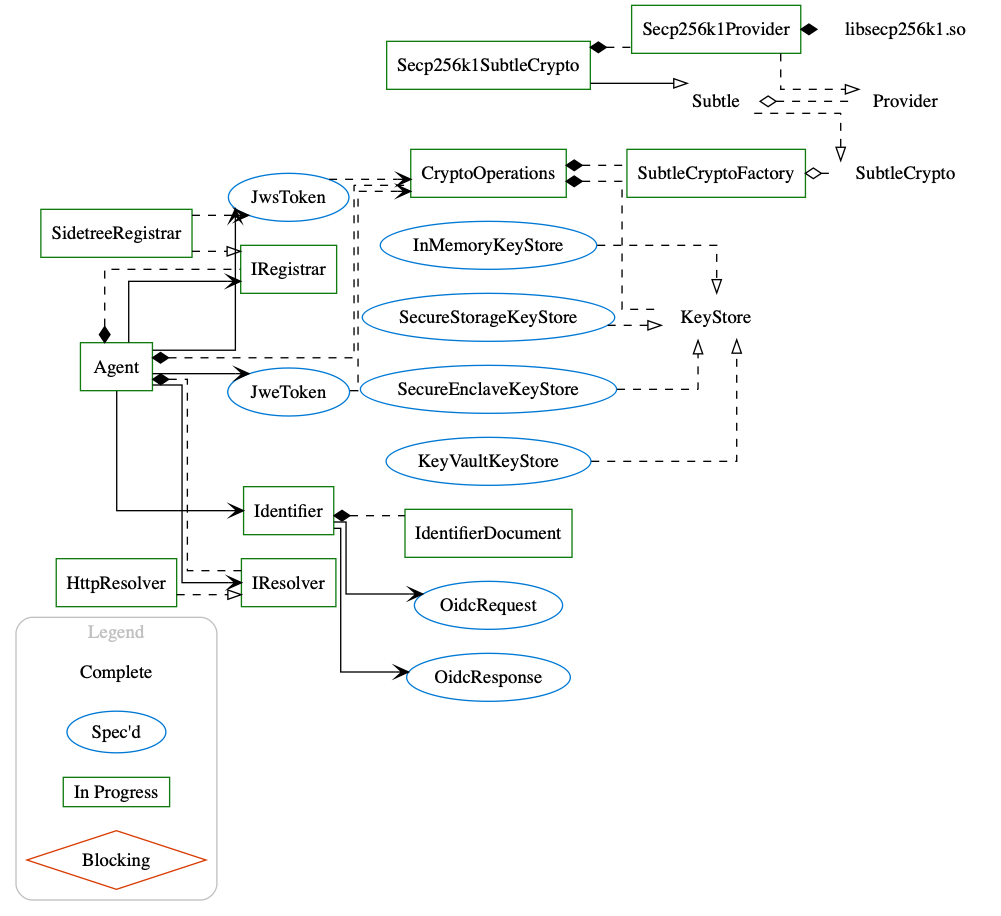 Secp256k1Provider
libsecp256k1.so
Secp256k1SubtleCrypto
Subtle
Provider
CryptoOperations
SubtleCryptoFactory
SubtleCrypto
JwsToken
SidetreeRegistrar
InMemoryKeyStore
IRegistrar
SecureStorageKeyStore
KeyStore
Agent
JweToken
SecureEnclaveKeyStore
KeyVaultKeyStore
Identifier
IdentifierDocument
HttpResolver
IResolver
OidcRequest
OidcResponse
Legend
Complete
Spec'd
In Progress
Blocking